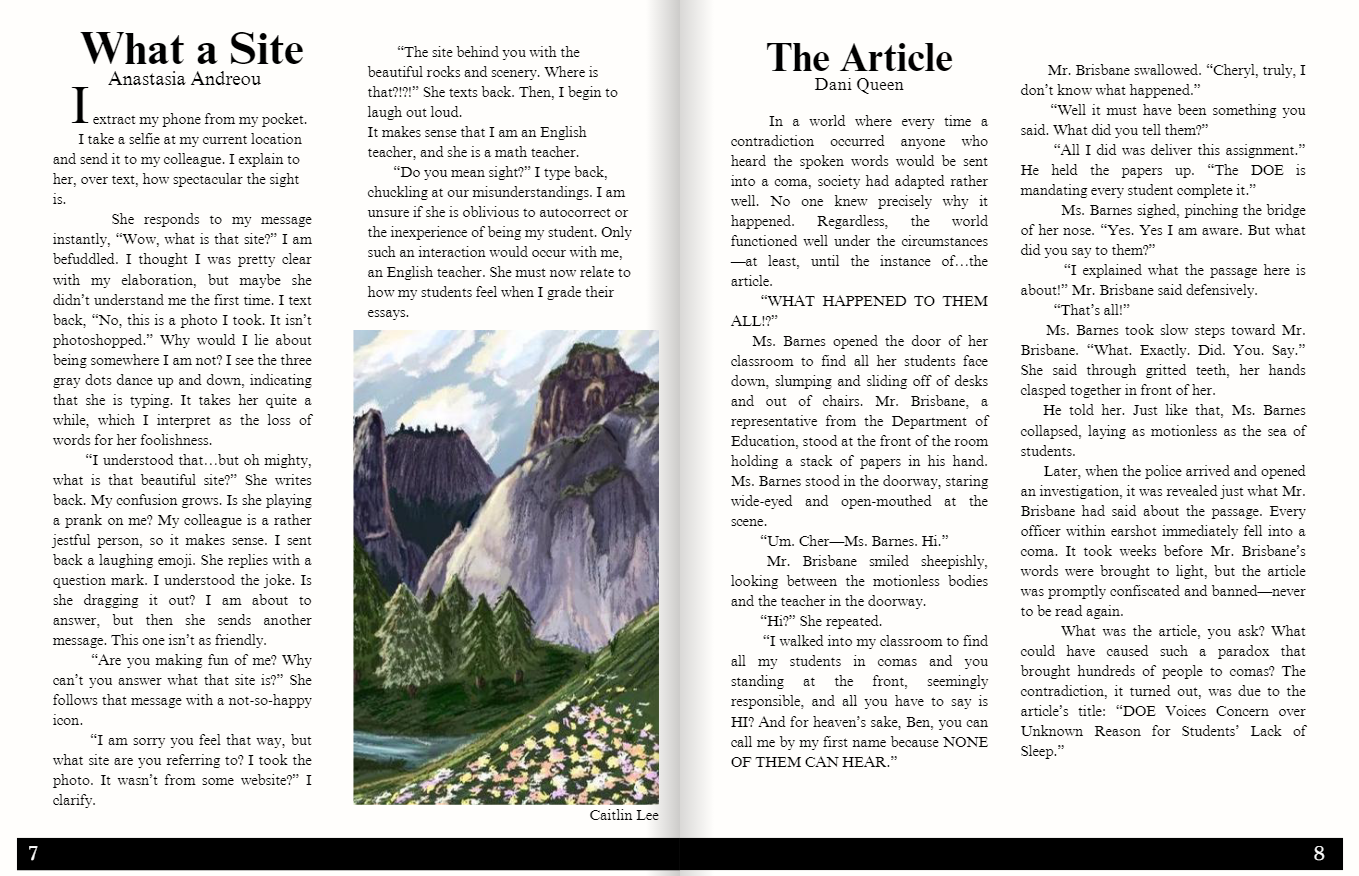 What a Site
Anastasia Andreou
I extract my phone from my pocket.
I take a selfie at my current location
and send it to my colleague. I explain to
her, over text, how spectacular the sight
is.
She responds to my message
instantly, “Wow, what is that site?” I am
befuddled. I thought I was pretty clear
with my elaboration, but maybe she
didn’t understand me the first time. I text
back, “No, this is a photo I took. It isn’t
photoshopped.” Why would I lie about
being somewhere I am not? I see the three
gray dots dance up and down, indicating
that she is typing. It takes her quite a
while, which I interpret as the loss of
words for her foolishness.
“I understood that…but oh mighty,
what is that beautiful site?” She writes
back. My confusion grows. Is she playing
a prank on me? My colleague is a rather
jestful person, so it makes sense. I sent
back a laughing emoji. She replies with a
question mark. I understood the joke. Is
she dragging it out? I am about to
answer, but then she sends another
message. This one isn’t as friendly.
“Are you making fun of me? Why
can’t you answer what that site is?” She
follows that message with a not-so-happy
icon.
“I am sorry you feel that way, but
what site are you referring to? I took the
photo. It wasn’t from some website?” I
clarify.
“The site behind you with the
beautiful rocks and scenery. Where is
that?!?!” She texts back. Then, I begin to
laugh out loud.
It makes sense that I am an English
teacher, and she is a math teacher.
“Do you mean sight?” I type back,
chuckling at our misunderstandings. I am
unsure if she is oblivious to autocorrect or
the inexperience of being my student. Only
such an interaction would occur with me,
an English teacher. She must now relate to
how my students feel when I grade their
essays.
Caitlin Lee
7
The Article
Dani Queen
In a world where every time a
contradiction occurred anyone who
heard the spoken words would be sent
into a coma, society had adapted rather
well. No one knew precisely why it
happened. Regardless, the world
functioned well under the circumstances
—at least, until the instance of…the
article.
“WHAT HAPPENED TO THEM
ALL!?”
Ms. Barnes opened the door of her
classroom to find all her students face
down, slumping and sliding off of desks
and out of chairs. Mr. Brisbane, a
representative from the Department of
Education, stood at the front of the room
holding a stack of papers in his hand.
Ms. Barnes stood in the doorway, staring
wide-eyed and open-mouthed at the
scene.
“Um. Cher—Ms. Barnes. Hi.”
Mr. Brisbane smiled sheepishly,
looking between the motionless bodies
and the teacher in the doorway.
“Hi?” She repeated.
“I walked into my classroom to find
all my students in comas and you
standing at the front, seemingly
responsible, and all you have to say is
HI? And for heaven’s sake, Ben, you can
call me by my first name because NONE
OF THEM CAN HEAR.”
Mr. Brisbane swallowed. “Cheryl, truly, I
don’t know what happened.”
“Well it must have been something you
said. What did you tell them?”
“All I did was deliver this assignment.”
He held the papers up. “The DOE is
mandating every student complete it.”
Ms. Barnes sighed, pinching the bridge
of her nose. “Yes. Yes I am aware. But what
did you say to them?”
“I explained what the passage here is
about!” Mr. Brisbane said defensively.
“That’s all!”
Ms. Barnes took slow steps toward Mr.
Brisbane. “What. Exactly. Did. You. Say.”
She said through gritted teeth, her hands
clasped together in front of her.
He told her. Just like that, Ms. Barnes
collapsed, laying as motionless as the sea of
students.
Later, when the police arrived and opened
an investigation, it was revealed just what Mr.
Brisbane had said about the passage. Every
officer within earshot immediately fell into a
coma. It took weeks before Mr. Brisbane’s
words were brought to light, but the article
was promptly confiscated and banned—never
to be read again.
What was the article, you ask? What
could have caused such a paradox that
brought hundreds of people to comas? The
contradiction, it turned out, was due to the
article’s title: “DOE Voices Concern over
Unknown Reason for Students’ Lack of
Sleep.”
8